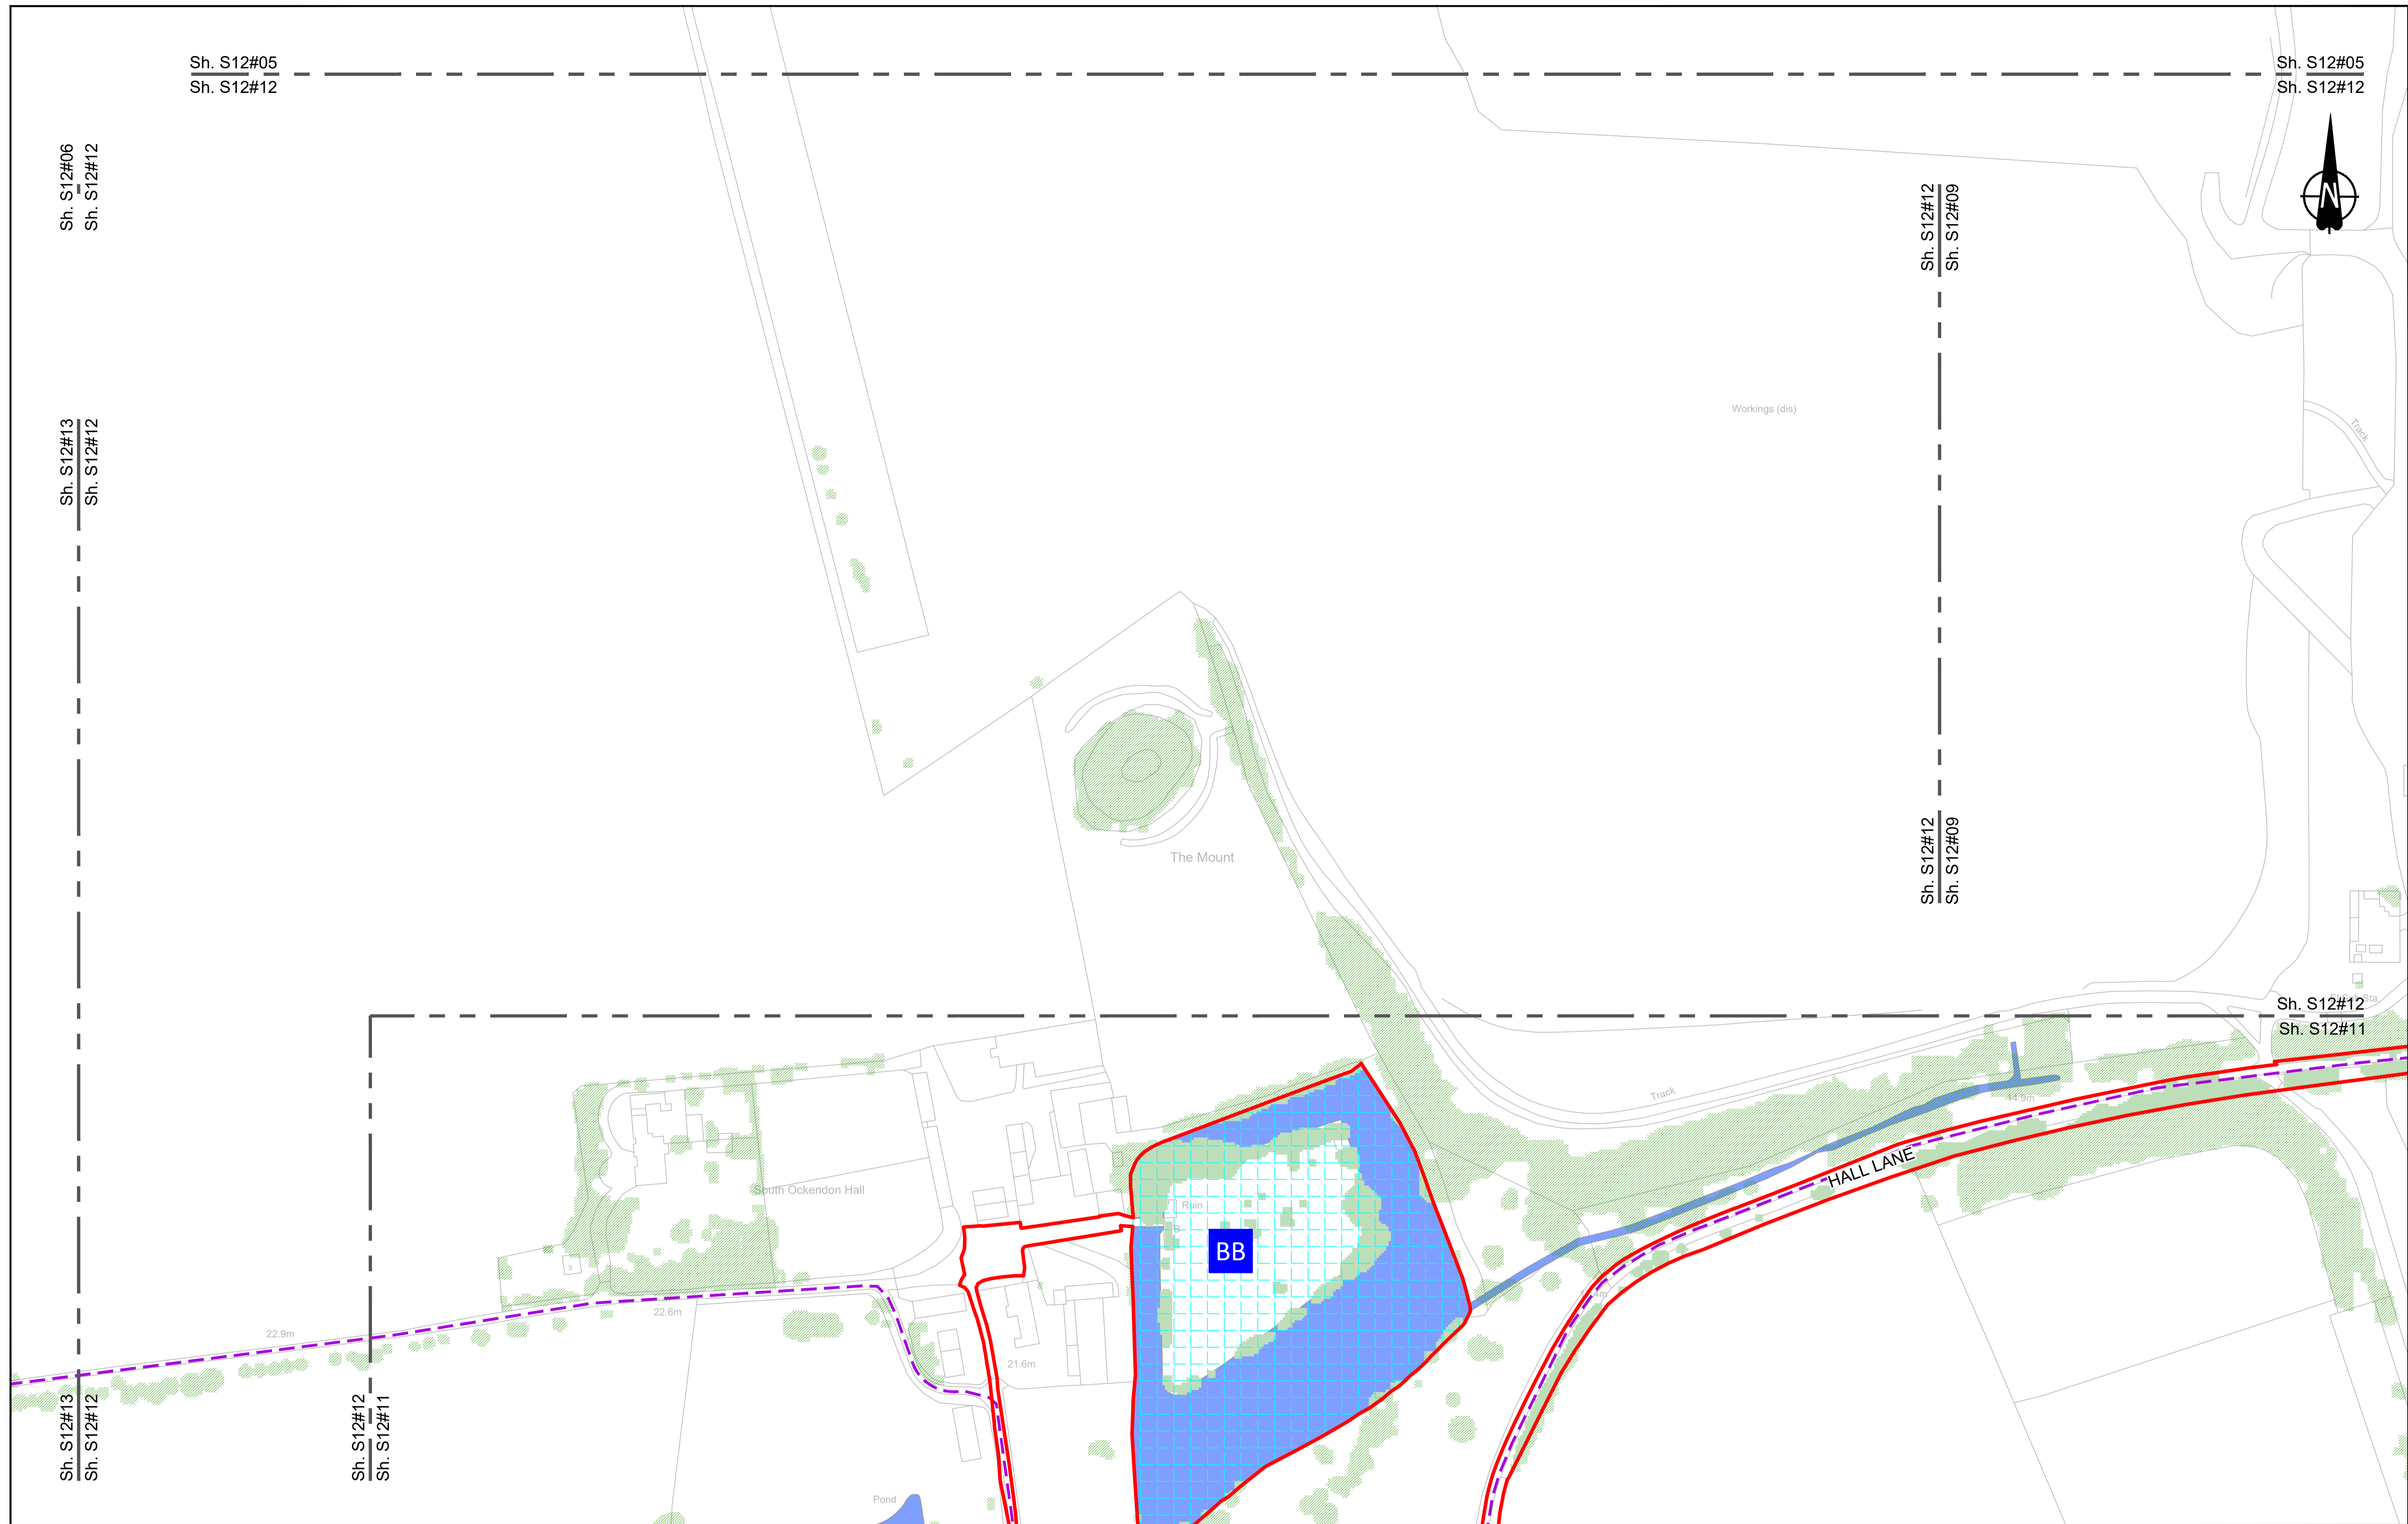 Sh. S12#05
Sh. S12#12
Sh. S12#05
Sh. S12#12
Sh. S12#06
Sh. S12#12
N
Sh. S12#12
Sh. S12#09
Workings (dis)
Track
Sh. S12#13
Sh. S12#12
Sh. S12#12
Sh. S12#09
The Mount
Sta
Sh. S12#12
Sh. S12#11
Track
14.9m
HALL LANE
South Ockendon Hall
Ruin
BB
22.6m
22.9m
21.6m
Sh. S12#13
Sh. S12#12
Sh. S12#12
Sh. S12#11
Pond